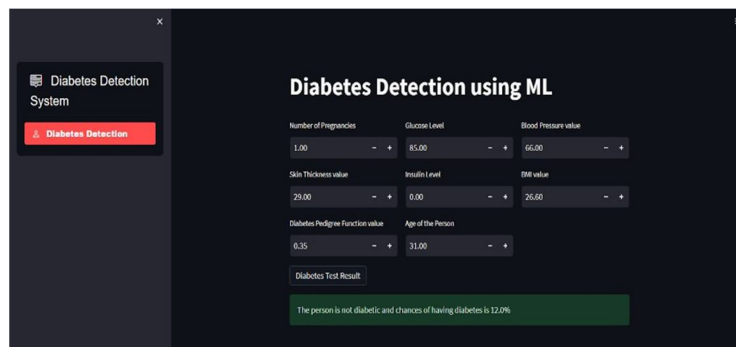 Diabetes Detection
System
Diabetes Detection
Diabetes Detection using ML
Number of Pregnancies Glucose Level Blood Pressure value
1.00 - + 85.00 - + 66.00 - +
Skin Thickness value Insulin Level BMI value
29.00 - + 0.00 - + 26.60 - +
Diabetes Pedigree Function value Age of the Person
0.35 - + 31.00 - +
Diabetes Test Result
The person is not diabetic and chances of having diabetes is 12.0%